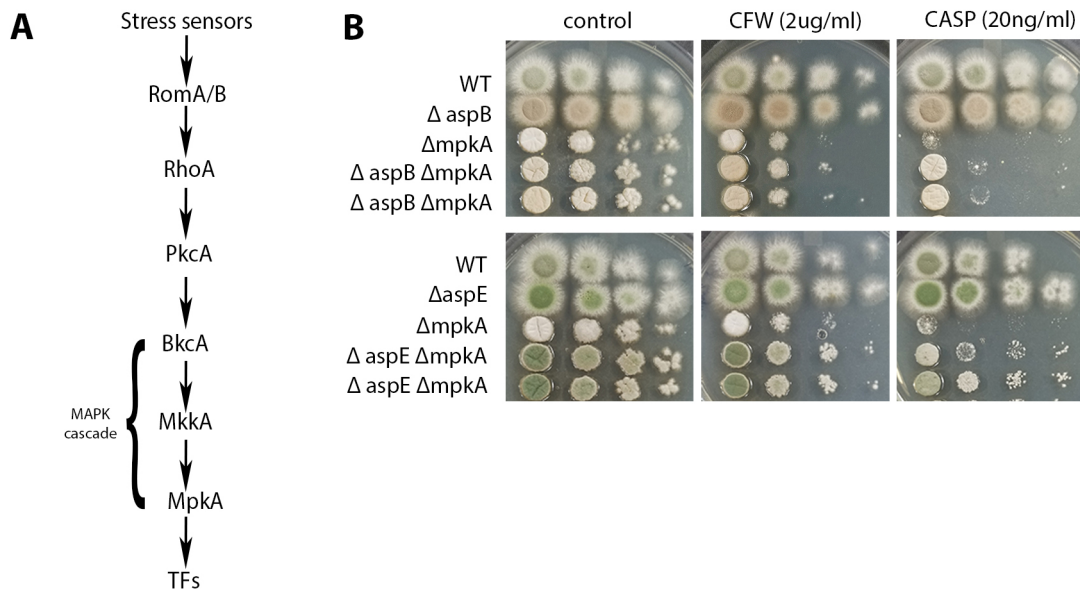 A
Stress sensors
RomA/B
RhoA
PkcA
BkcA
MkkA
MpkA
TFs
MAPK
cascade
B
control
CFW (2ug/ml)
CASP (20ng/ml)
WT
Δ aspB
ΔmpkA
Δ aspB ΔmpkA
Δ aspB ΔmpkA
WT
ΔaspE
ΔmpkA
Δ aspE ΔmpkA
Δ aspE ΔmpkA